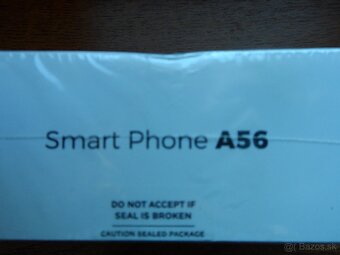 Smart Phone A56
DO NOT ACCEPT IF
SEAL IS BROKEN
CAUTION SEALED PACKAGE
Bazos.sk